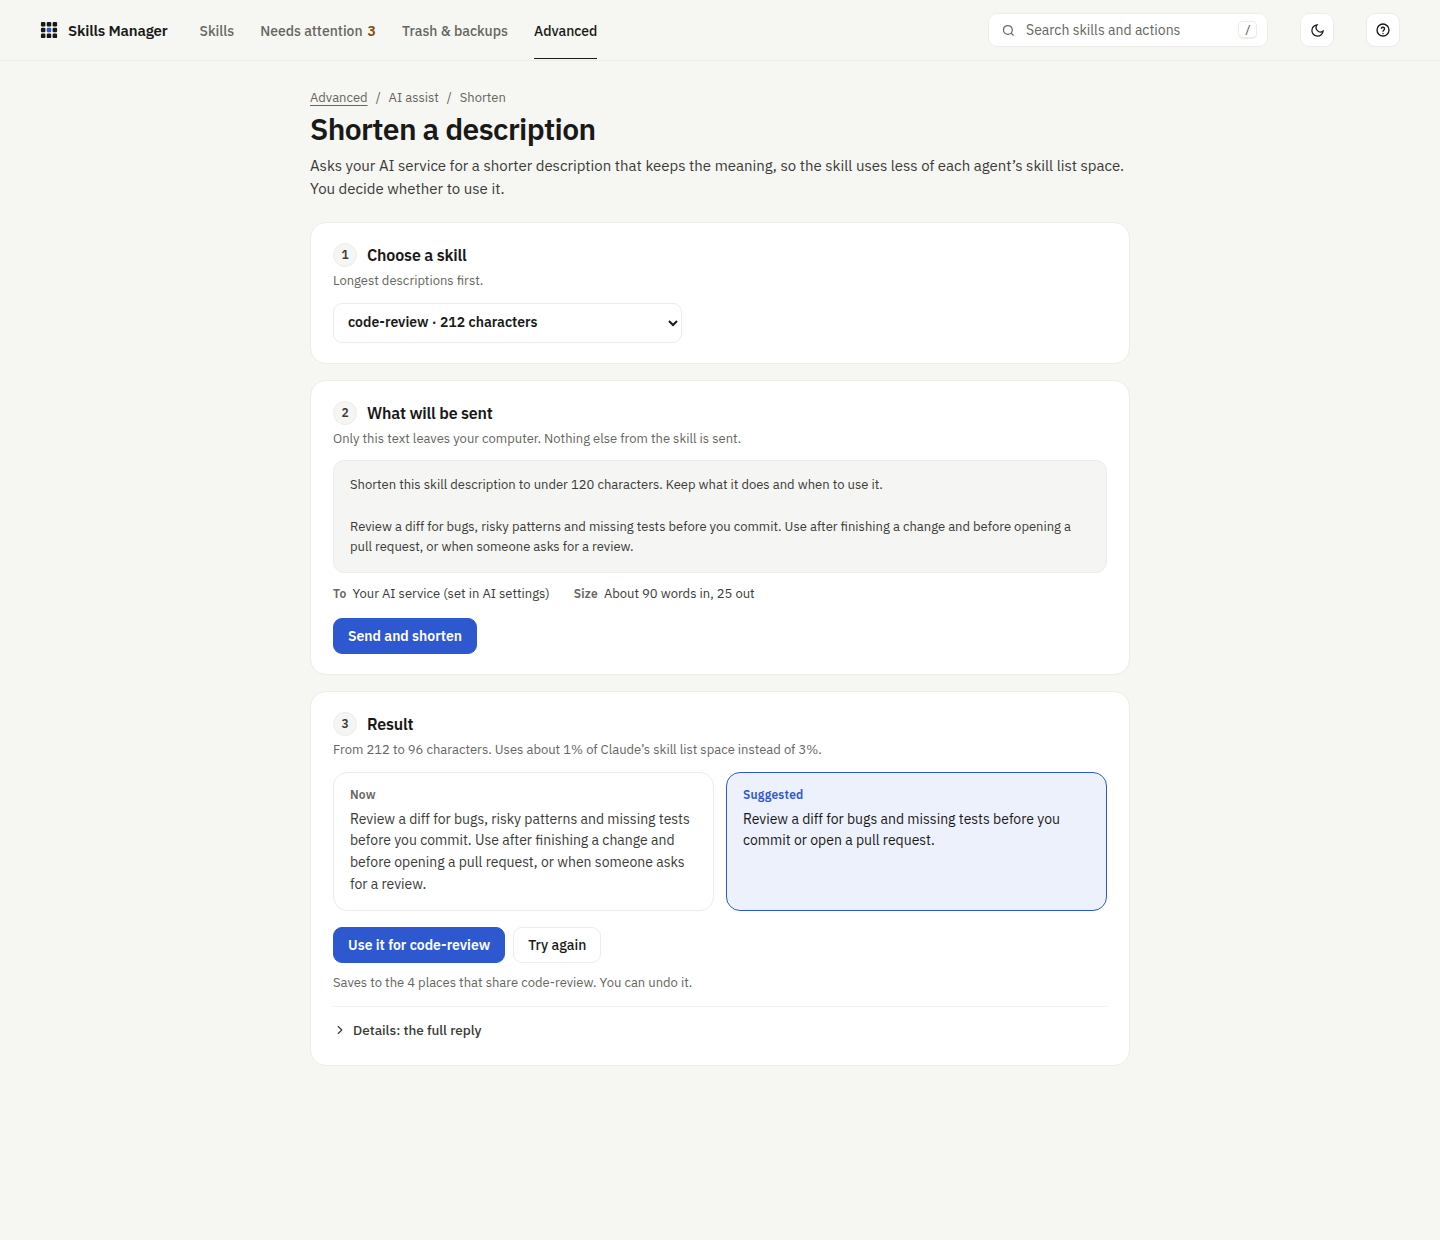 Skills Manager
Skills
Needs attention 3
Trash & backups
Advanced
Search skills and actions
/
Advanced / AI assist / Shorten
Shorten a description
Asks your AI service for a shorter description that keeps the meaning, so the skill uses less of each agent’s skill list space.
You decide whether to use it.
1 Choose a skill
Longest descriptions first.
code-review · 212 characters
2 What will be sent
Only this text leaves your computer. Nothing else from the skill is sent.
Shorten this skill description to under 120 characters. Keep what it does and when to use it.
Review a diff for bugs, risky patterns and missing tests before you commit. Use after finishing a change and before opening a
pull request, or when someone asks for a review.
To Your AI service (set in AI settings) Size About 90 words in, 25 out
Send and shorten
3 Result
From 212 to 96 characters. Uses about 1% of Claude’s skill list space instead of 3%.
Now
Review a diff for bugs, risky patterns and missing tests
before you commit. Use after finishing a change and
before opening a pull request, or when someone asks
for a review.
Suggested
Review a diff for bugs and missing tests before you
commit or open a pull request.
Use it for code-review
Try again
Saves to the 4 places that share code-review. You can undo it.
Details: the full reply